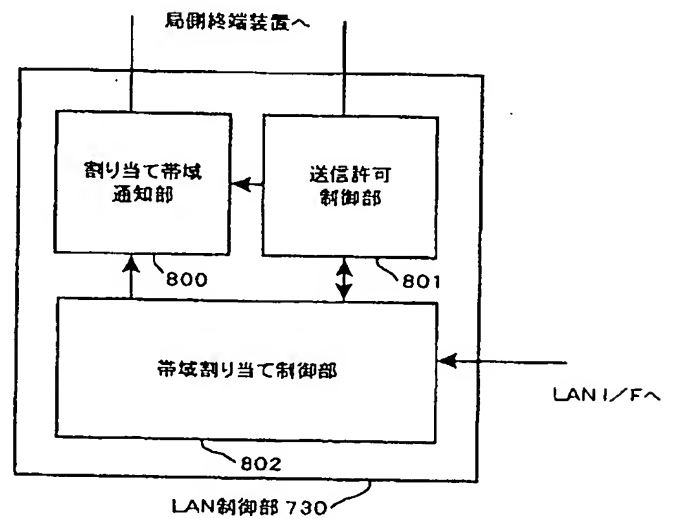 局側終端装置へ
割り当て帯域
通知部
送信許可
制御部
800
801
帯域割り当て制御部
LAN I/Fへ
802
LAN制御部 730